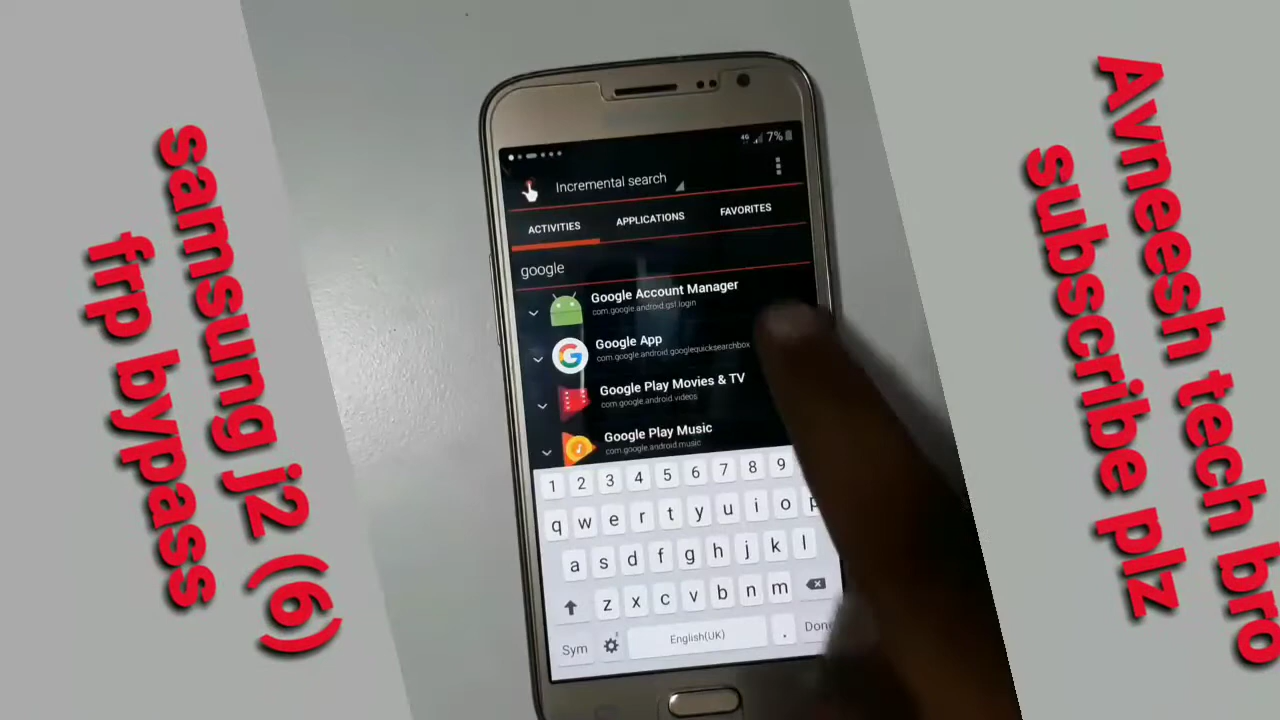 samsung j2 (6)
frp bypass
4G 7%
Incremental search
ACTIVITIES APPLICATIONS FAVORITES
google
Google Account Manager
com.google.android.gsf.login
Google App
com.google.android.googlequicksearchbox
Google Play Movies & TV
com.google.android.videos
Google Play Music
com.google.android.music
1 2 3 4 5 6 7 8 9
q w e r t y u i o p
a s d f g h j k l
z x c v b n m
Sym English(UK) . Done
Avneesh tech bro
subscribe plz